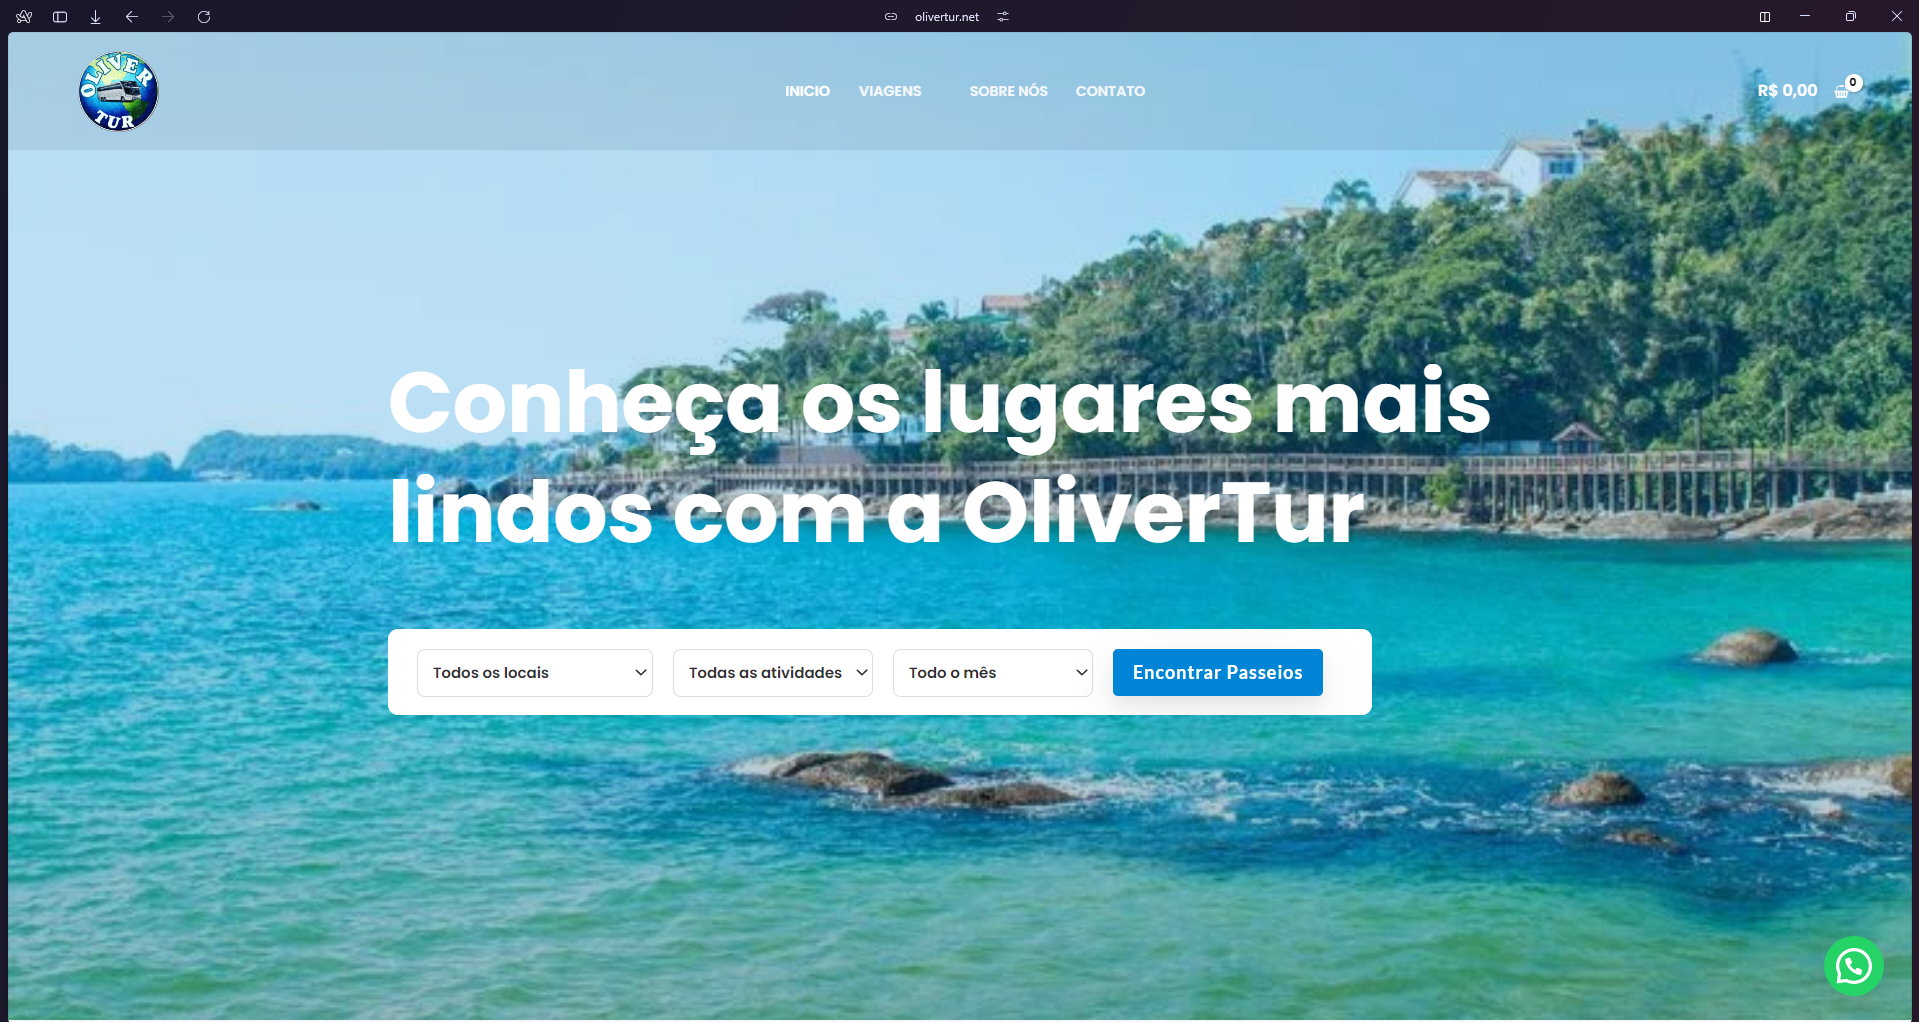 olivertur.net
OLIVER
TUR
INICIO
VIAGENS
SOBRE NÓS
CONTATO
R$ 0,00
0
Conheça os lugares mais
lindos com a OliverTur
Todos os locais
Todas as atividades
Todo o mês
Encontrar Passeios